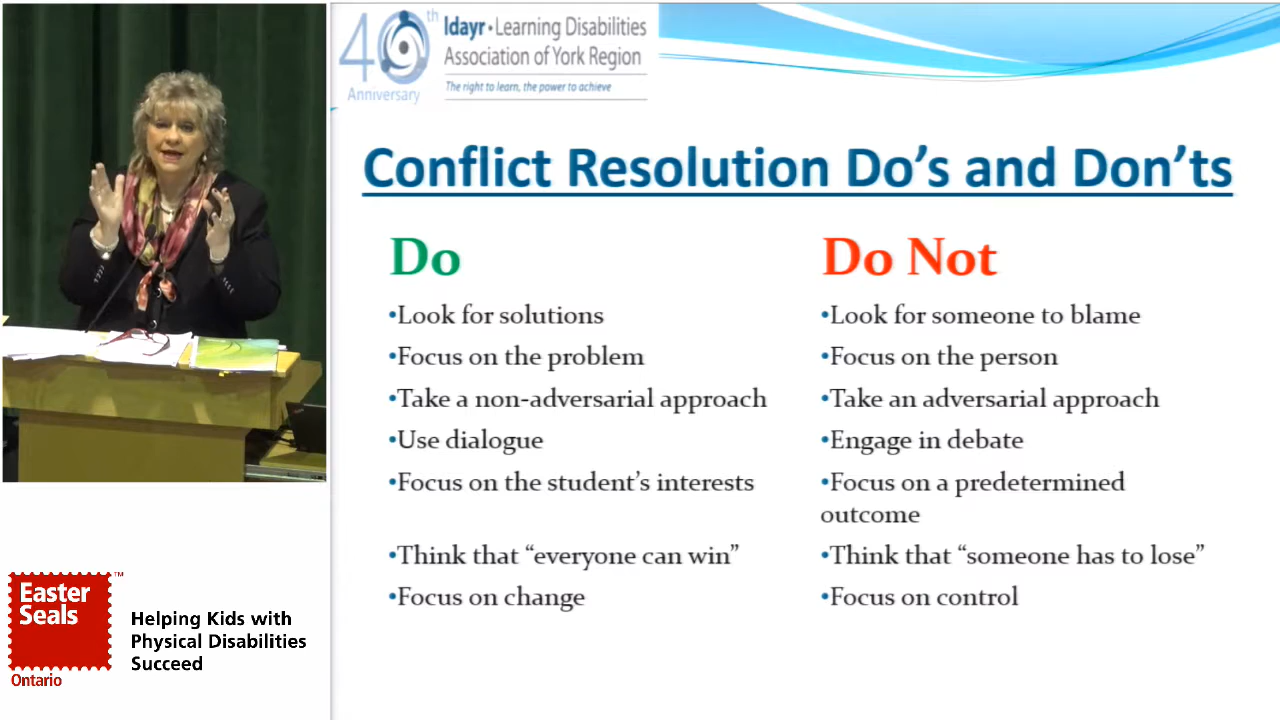 40th
Anniversary
ldayr • Learning Disabilities
Association of York Region
The right to learn, the power to achieve
Conflict Resolution Do's and Don'ts
Do
•Look for solutions
•Focus on the problem
•Take a non-adversarial approach
•Use dialogue
•Focus on the student's interests
•Think that “everyone can win”
•Focus on change
Do Not
•Look for someone to blame
•Focus on the person
•Take an adversarial approach
•Engage in debate
•Focus on a predetermined
outcome
•Think that “someone has to lose”
•Focus on control
Easter
Seals
™
Ontario
Helping Kids with
Physical Disabilities
Succeed